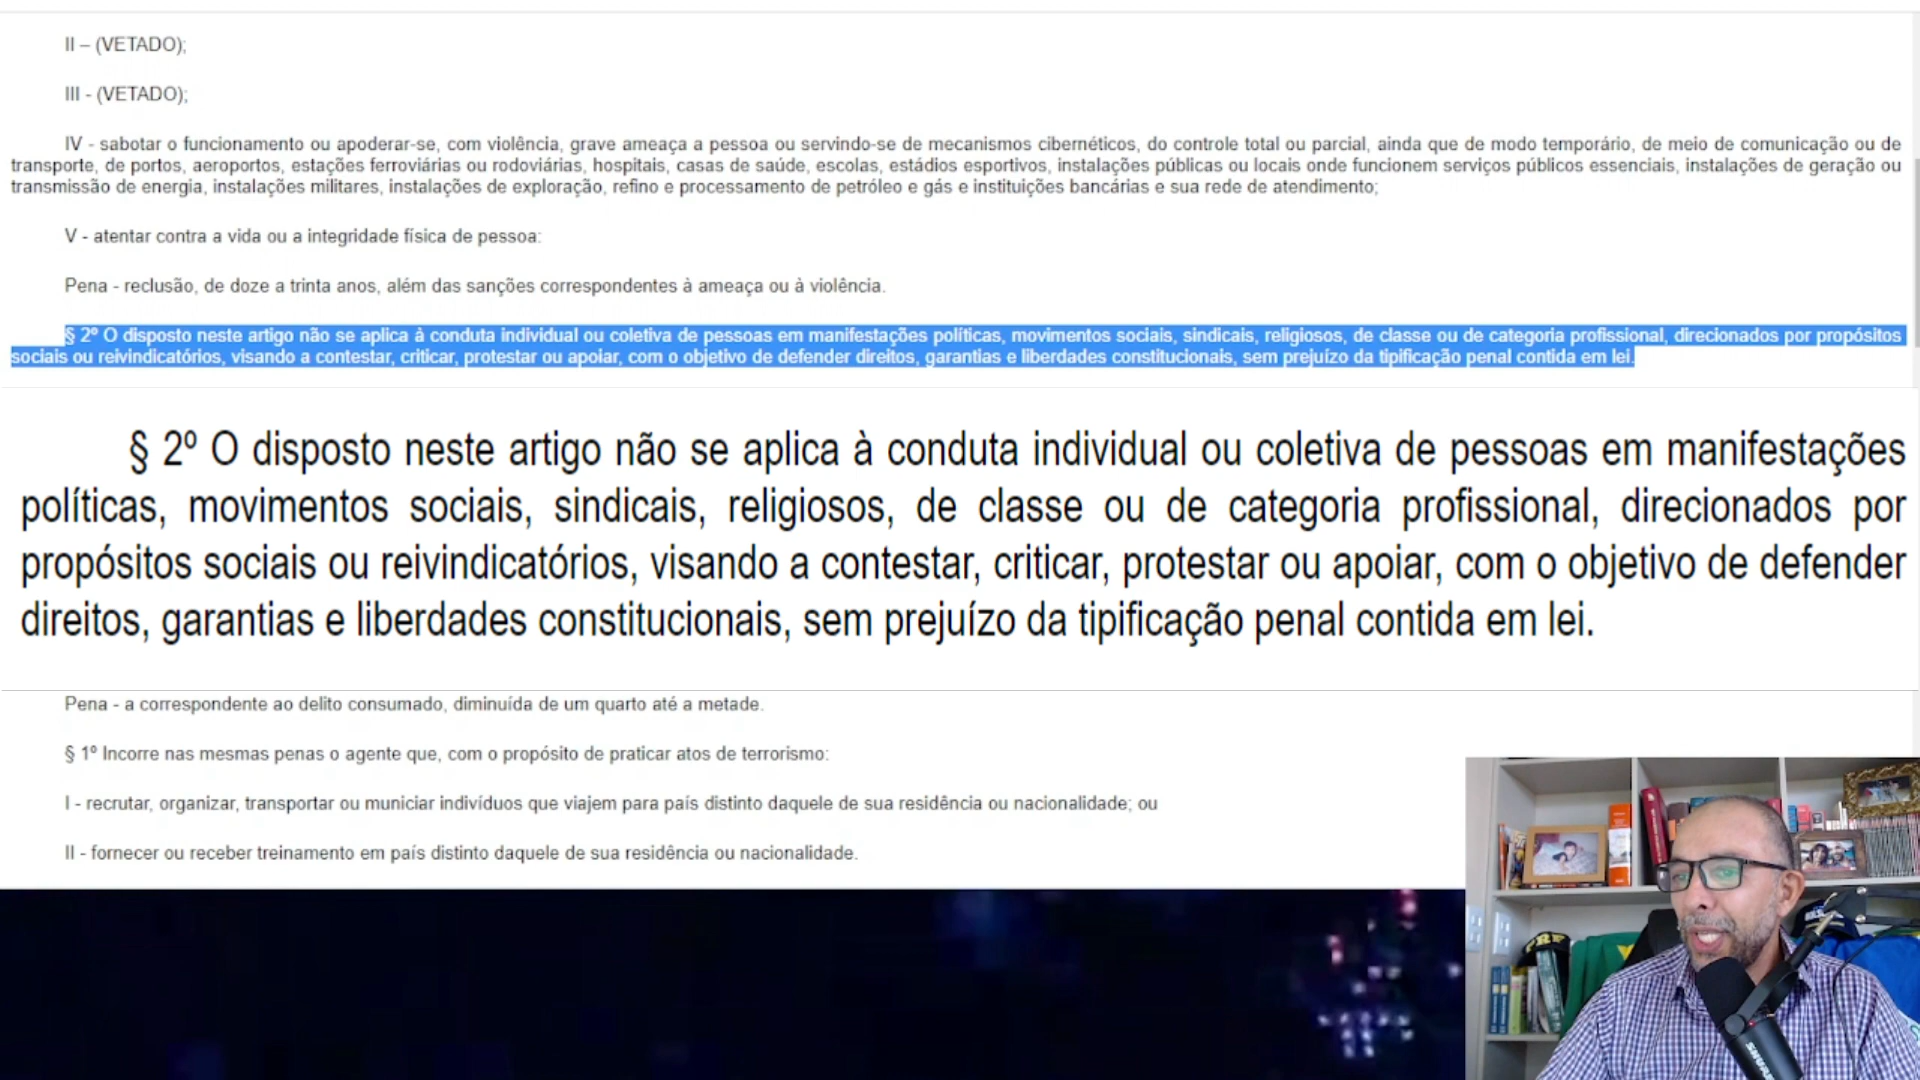 II – (VETADO);
III - (VETADO);
IV - sabotar o funcionamento ou apoderar-se, com violência, grave ameaça a pessoa ou servindo-se de mecanismos cibernéticos, do controle total ou parcial, ainda que de modo temporário, de meio de comunicação ou de
transporte, de portos, aeroportos, estações ferroviárias ou rodoviárias, hospitais, casas de saúde, escolas, estádios esportivos, instalações públicas ou locais onde funcionem serviços públicos essenciais, instalações de geração ou
transmissão de energia, instalações militares, instalações de exploração, refino e processamento de petróleo e gás e instituições bancárias e sua rede de atendimento;
V - atentar contra a vida ou a integridade física de pessoa:
Pena - reclusão, de doze a trinta anos, além das sanções correspondentes à ameaça ou à violência.
§ 2º O disposto neste artigo não se aplica à conduta individual ou coletiva de pessoas em manifestações políticas, movimentos sociais, sindicais, religiosos, de classe ou de categoria profissional, direcionados por propósitos
sociais ou reivindicatórios, visando a contestar, criticar, protestar ou apoiar, com o objetivo de defender direitos, garantias e liberdades constitucionais, sem prejuízo da tipificação penal contida em lei.
§ 2º O disposto neste artigo não se aplica à conduta individual ou coletiva de pessoas em manifestações
políticas, movimentos sociais, sindicais, religiosos, de classe ou de categoria profissional, direcionados por
propósitos sociais ou reivindicatórios, visando a contestar, criticar, protestar ou apoiar, com o objetivo de defender
direitos, garantias e liberdades constitucionais, sem prejuízo da tipificação penal contida em lei.
Pena - a correspondente ao delito consumado, diminuída de um quarto até a metade.
§ 1º Incorre nas mesmas penas o agente que, com o propósito de praticar atos de terrorismo:
I - recrutar, organizar, transportar ou municiar indivíduos que viajem para país distinto daquele de sua residência ou nacionalidade; ou
II - fornecer ou receber treinamento em país distinto daquele de sua residência ou nacionalidade.
PRF
SHURE